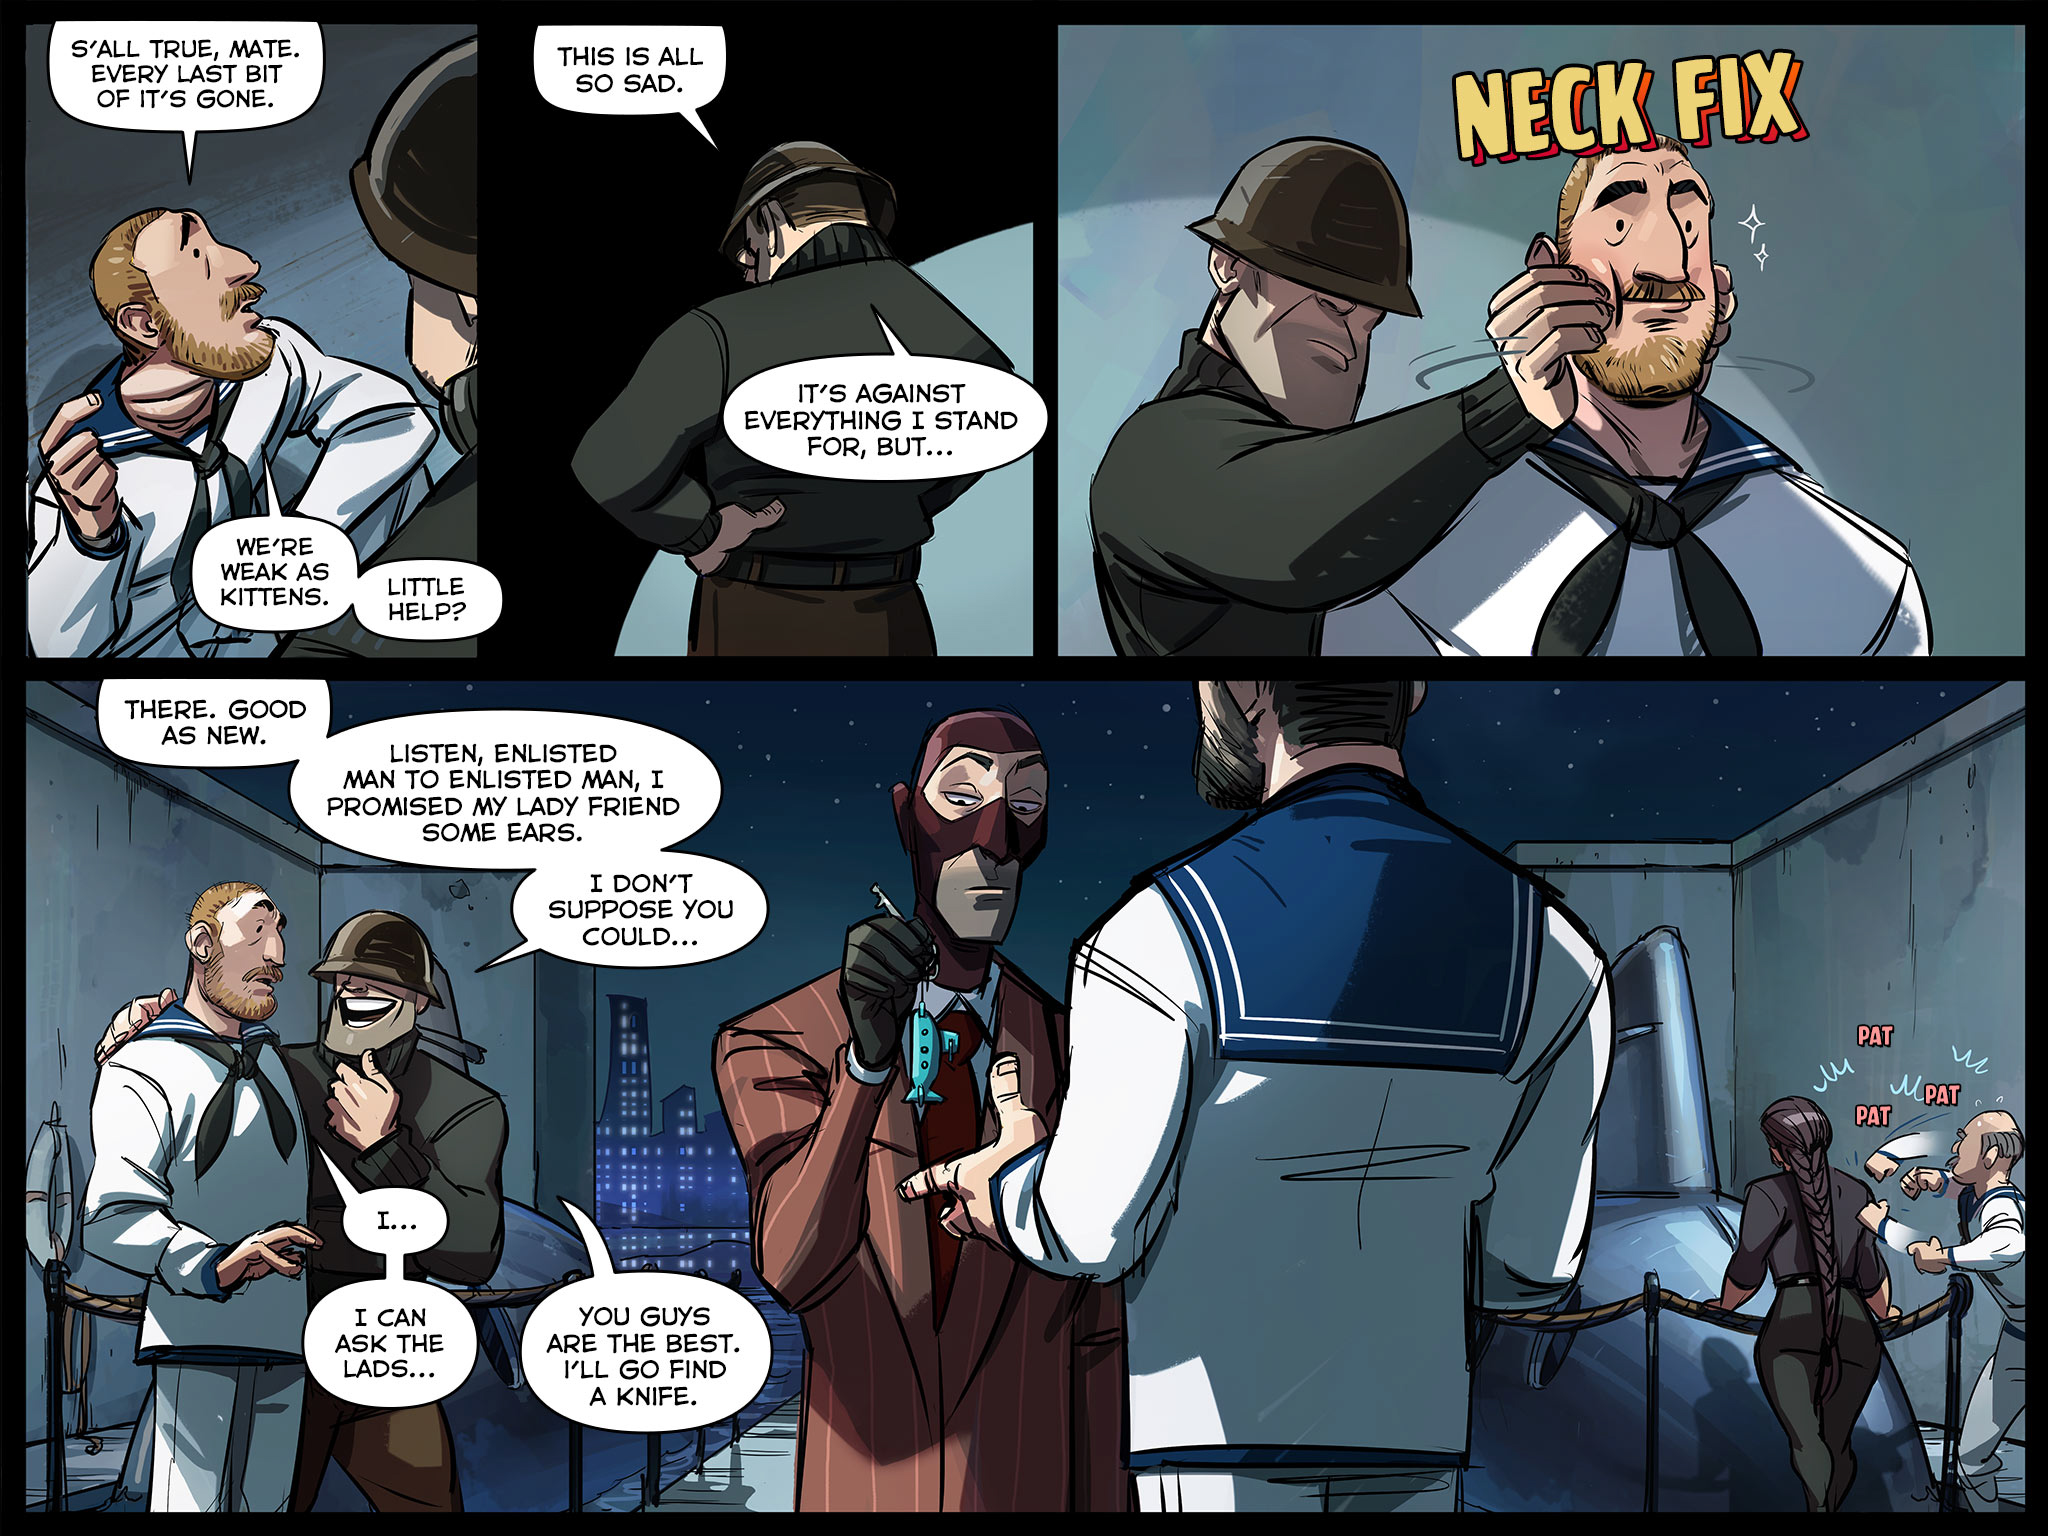 S'ALL TRUE, MATE.
EVERY LAST BIT
OF IT'S GONE.
WE'RE
WEAK AS
KITTENS.
LITTLE
HELP?
THIS IS ALL
SO SAD.
IT'S AGAINST
EVERYTHING I STAND
FOR, BUT...
NECK FIX
THERE. GOOD
AS NEW.
LISTEN, ENLISTED
MAN TO ENLISTED MAN, I
PROMISED MY LADY FRIEND
SOME EARS.
I DON'T
SUPPOSE YOU
COULD...
I...
I CAN
ASK THE
LADS...
YOU GUYS
ARE THE BEST.
I'LL GO FIND
A KNIFE.
PAT
PAT
PAT